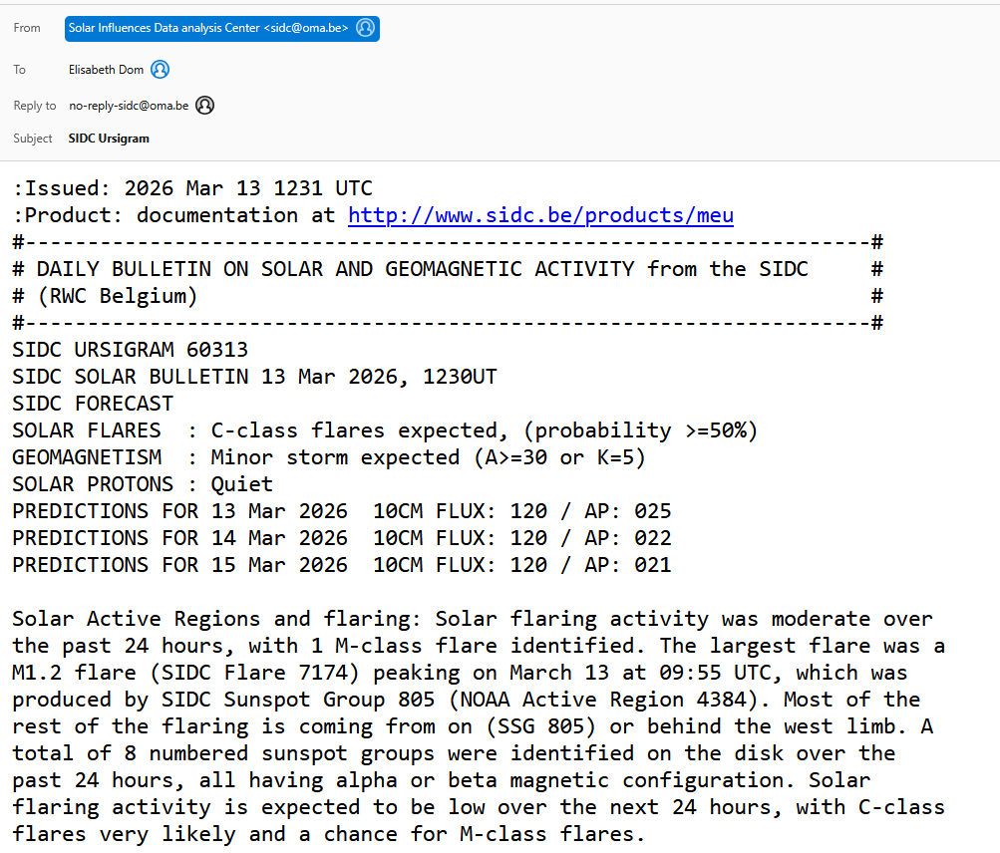 From Solar Influences Data analysis Center <sidc@oma.be>
To Elisabeth Dom
Reply to no-reply-sidc@oma.be
Subject SIDC Ursigram
:Issued: 2026 Mar 13 1231 UTC
:Product: documentation at http://www.sidc.be/products/meu
#--------------------------------------------------------------------#
# DAILY BULLETIN ON SOLAR AND GEOMAGNETIC ACTIVITY from the SIDC     #
# (RWC Belgium)                                                      #
#--------------------------------------------------------------------#
SIDC URSIGRAM 60313
SIDC SOLAR BULLETIN 13 Mar 2026, 1230UT
SIDC FORECAST
SOLAR FLARES  : C-class flares expected, (probability >=50%)
GEOMAGNETISM  : Minor storm expected (A>=30 or K=5)
SOLAR PROTONS : Quiet
PREDICTIONS FOR 13 Mar 2026  10CM FLUX: 120 / AP: 025
PREDICTIONS FOR 14 Mar 2026  10CM FLUX: 120 / AP: 022
PREDICTIONS FOR 15 Mar 2026  10CM FLUX: 120 / AP: 021
Solar Active Regions and flaring: Solar flaring activity was moderate over
the past 24 hours, with 1 M-class flare identified. The largest flare was a
M1.2 flare (SIDC Flare 7174) peaking on March 13 at 09:55 UTC, which was
produced by SIDC Sunspot Group 805 (NOAA Active Region 4384). Most of the
rest of the flaring is coming from on (SSG 805) or behind the west limb. A
total of 8 numbered sunspot groups were identified on the disk over the
past 24 hours, all having alpha or beta magnetic configuration. Solar
flaring activity is expected to be low over the next 24 hours, with C-class
flares very likely and a chance for M-class flares.